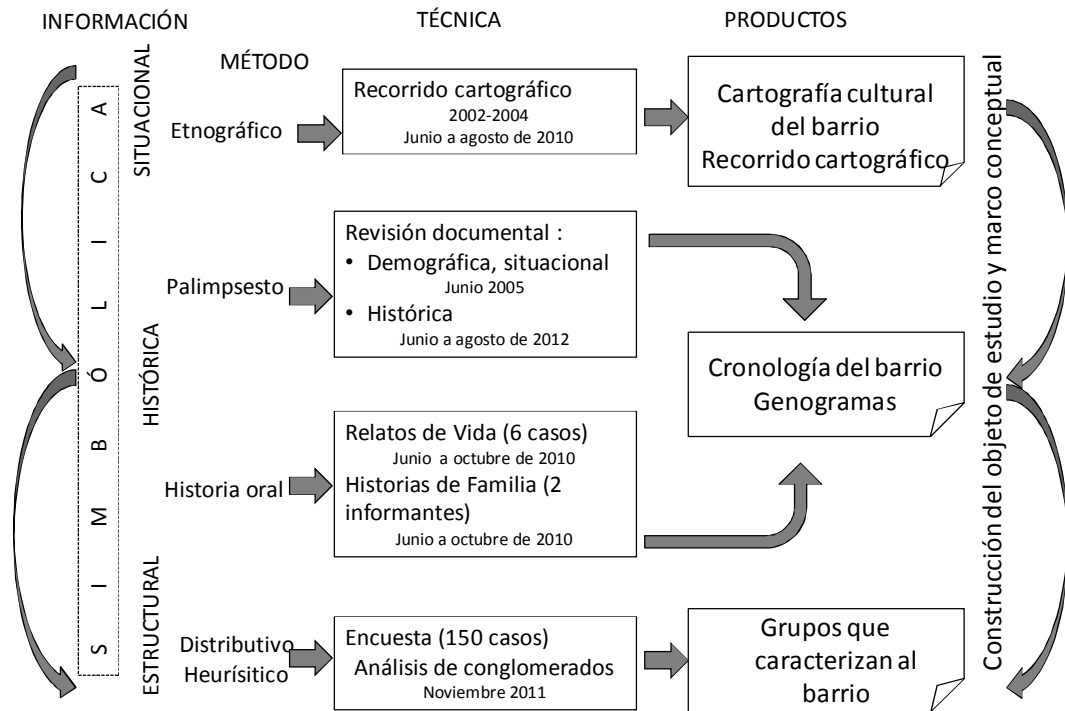 INFORMACIÓN
TÉCNICA
PRODUCTOS
MÉTODO
SIMBÓLICA
SITUACIONAL
HISTÓRICA
ESTRUCTURAL
Etnográfico
Recorrido cartográfico
2002-2004
Junio a agosto de 2010
Cartografía cultural
del barrio
Recorrido cartográfico
Palimpsesto
Revisión documental :
• Demográfica, situacional
Junio 2005
• Histórica
Junio a agosto de 2012
Cronología del barrio
Genogramas
Historia oral
Relatos de Vida (6 casos)
Junio a octubre de 2010
Historias de Familia (2
informantes)
Junio a octubre de 2010
Distributivo
Heurísitico
Encuesta (150 casos)
Análisis de conglomerados
Noviembre 2011
Grupos que
caracterizan al
barrio
Construcción del objeto de estudio y marco conceptual